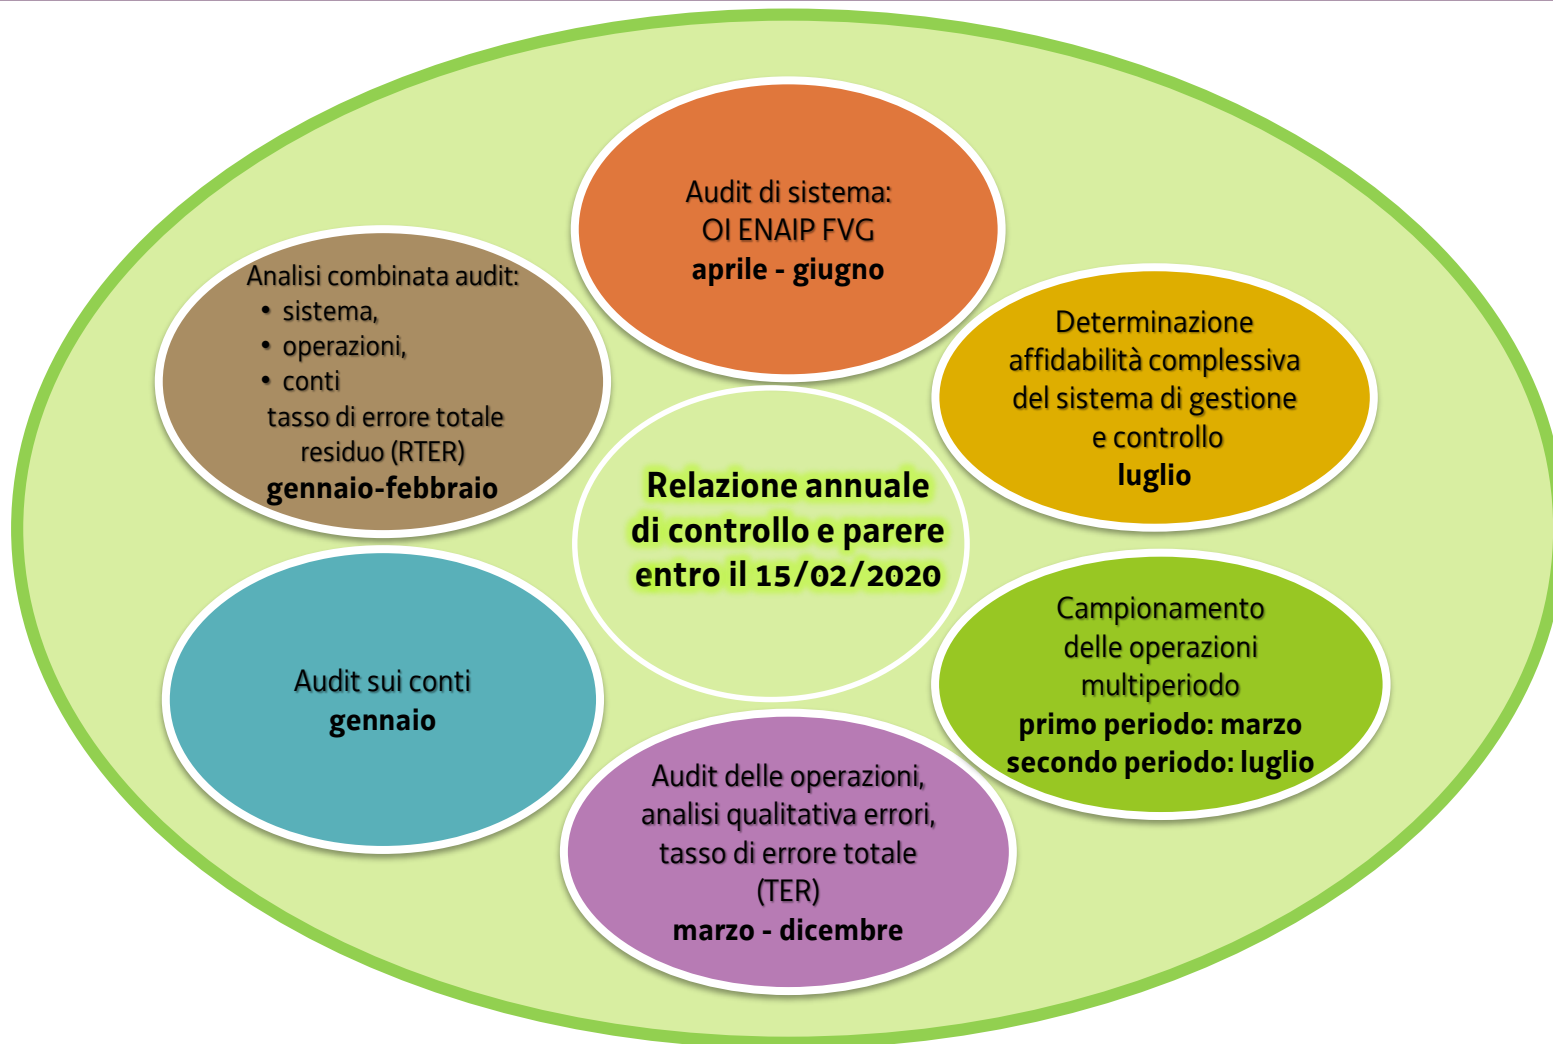 Audit di sistema:
OI ENAIP FVG
aprile - giugno
Determinazione
affidabilità complessiva
del sistema di gestione
e controllo
luglio
Campionamento
delle operazioni
multiperiodo
primo periodo: marzo
secondo periodo: luglio
Audit delle operazioni,
analisi qualitativa errori,
tasso di errore totale
(TER)
marzo - dicembre
Audit sui conti
gennaio
Analisi combinata audit:
• sistema,
• operazioni,
• conti
tasso di errore totale
residuo (RTER)
gennaio-febbraio
Relazione annuale
di controllo e parere
entro il 15/02/2020